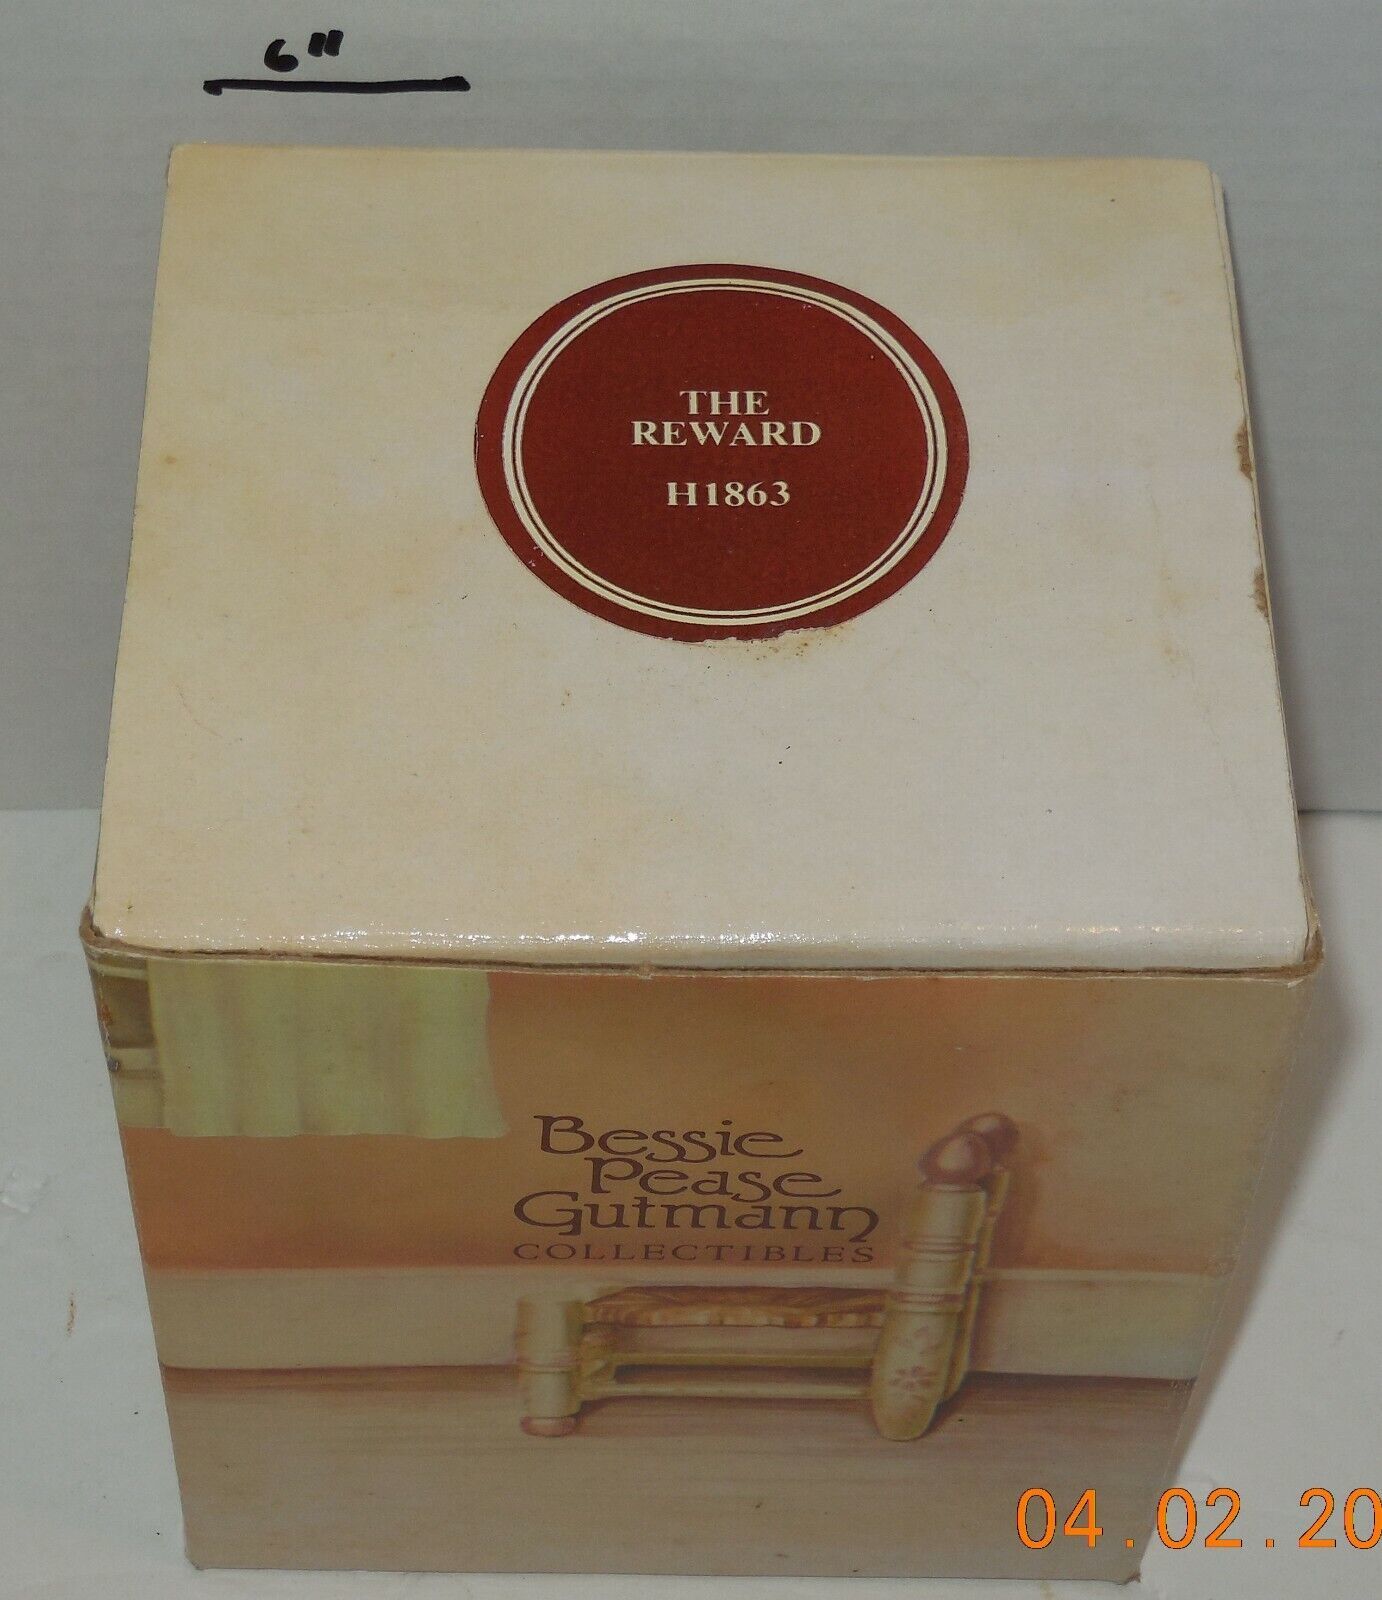 6"
THE
REWARD
H1863
Bessie
Pease
Gutmann
COLLECTIBLES
04.02.20